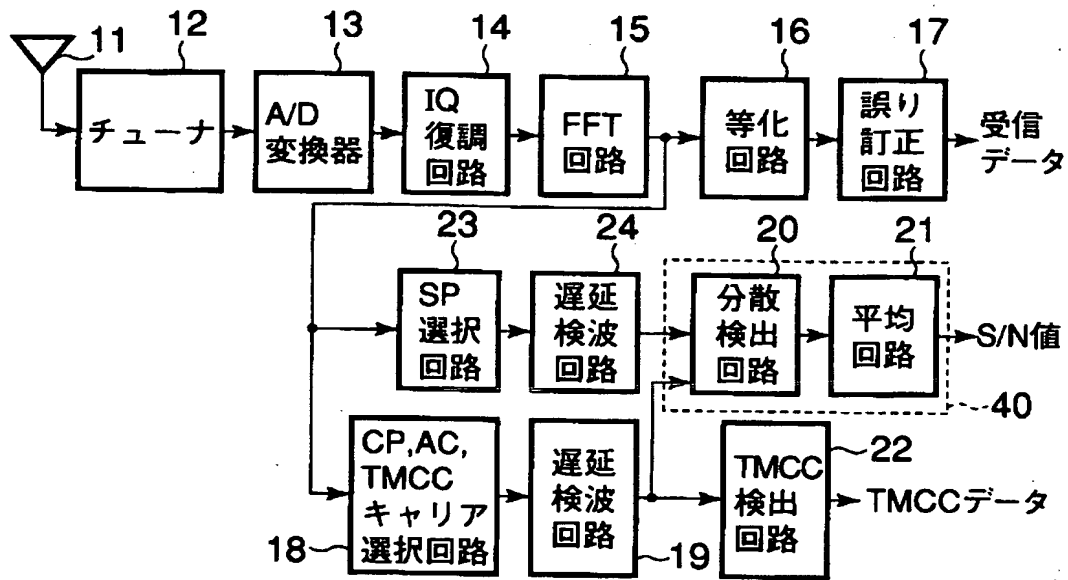 11
12
13
14
15
16
17
チューナ
A/D
変換器
IQ
復調
回路
FFT
回路
等化
回路
誤り
訂正
回路
受信
データ
23
24
20
21
SP
選択
回路
遅延
検波
回路
分散
検出
回路
平均
回路
S/N値
40
CP,AC,
TMCC
キャリア
選択回路
18
遅延
検波
回路
19
TMCC
検出
回路
22
TMCCデータ